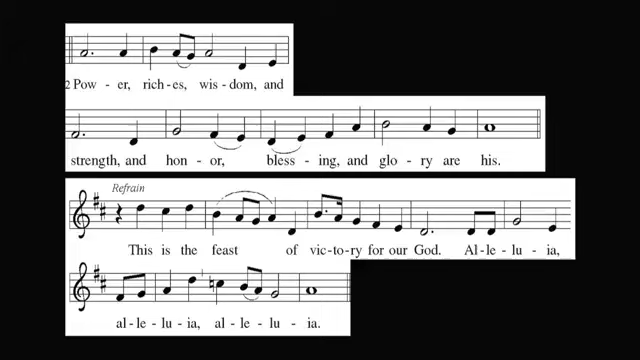 2 Pow - er, rich - es, wis - dom, and
strength, and hon - or, bless - ing, and glo - ry are his.
Refrain
This is the feast of vic - to - ry for our God. Al - le - lu - ia,
al - le - lu - ia, al - le - lu - ia.